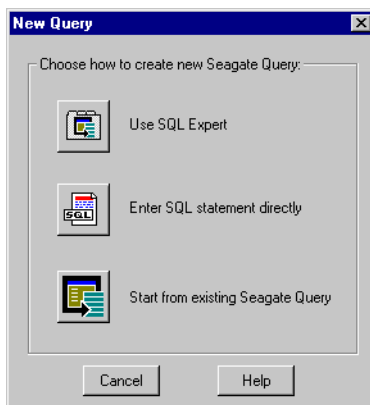 New Query
Choose how to create new Seagate Query:
Use SQL Expert
SQL
Enter SQL statement directly
Start from existing Seagate Query
Cancel
Help